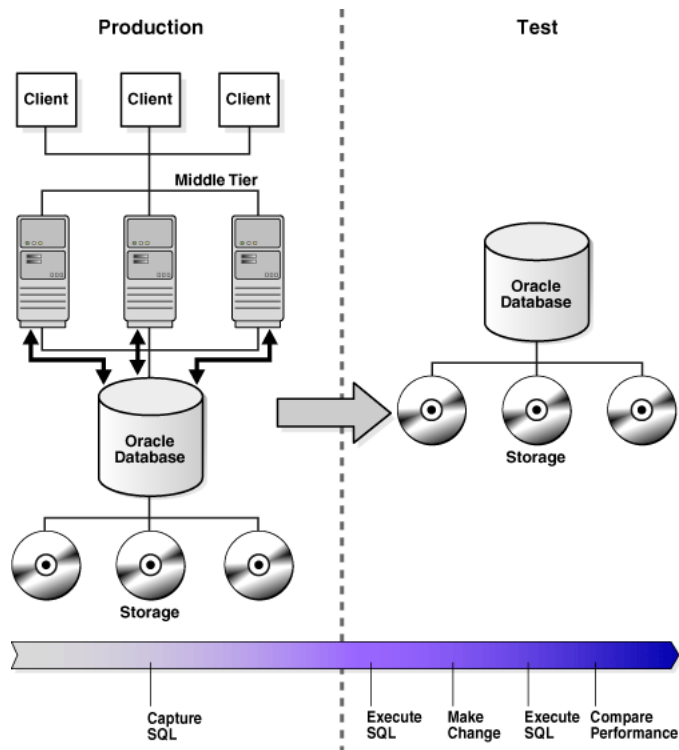 Production
Test
Client
Client
Client
Middle Tier
Oracle
Database
Oracle
Database
Storage
Storage
Capture
SQL
Execute
SQL
Make
Change
Execute
SQL
Compare
Performance